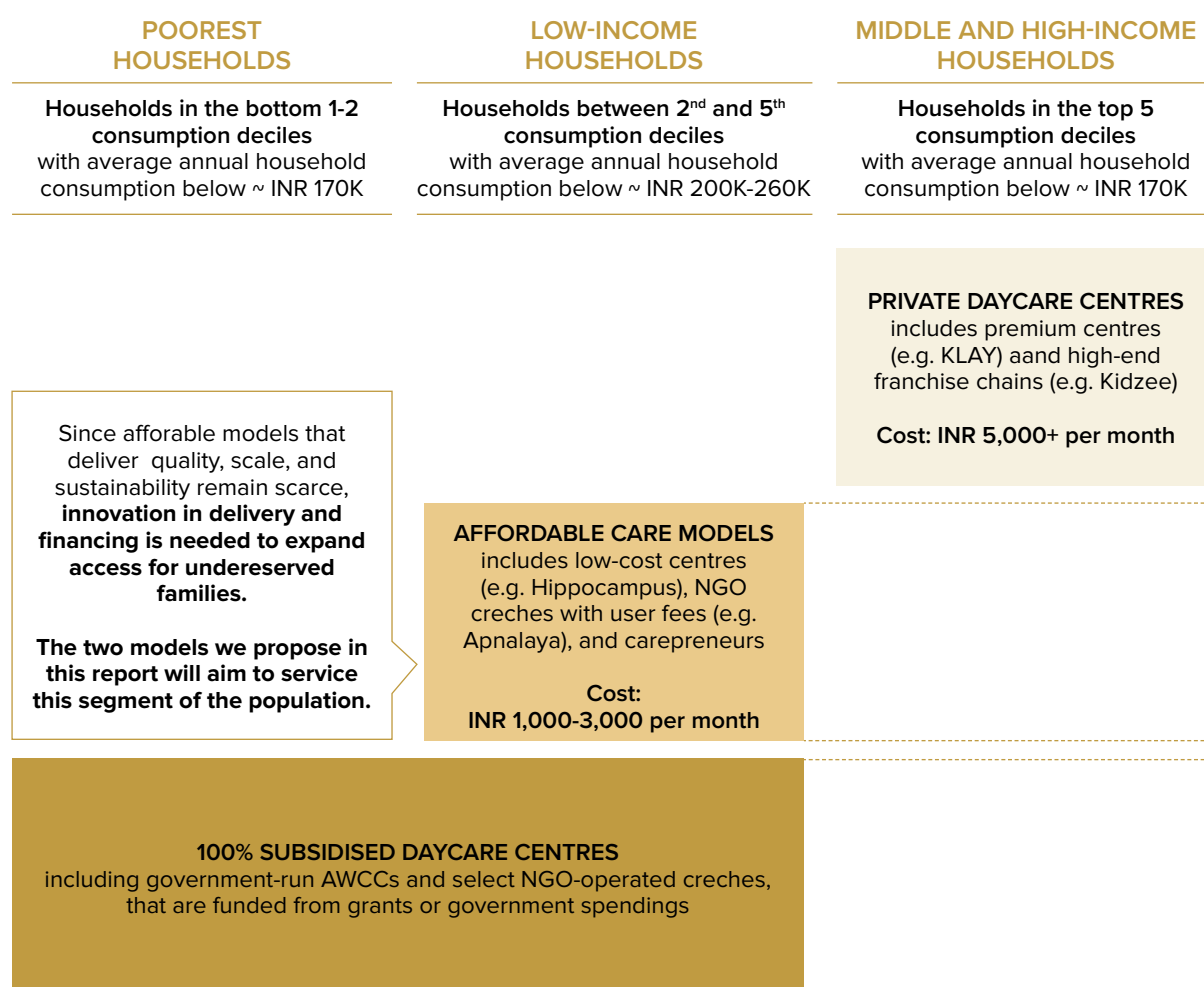 POOREST
HOUSEHOLDS
Households in the bottom 1-2
consumption deciles
with average annual household
consumption below ~ INR 170K
LOW-INCOME
HOUSEHOLDS
Households between 2nd and 5th
consumption deciles
with average annual household
consumption below ~ INR 200K-260K
MIDDLE AND HIGH-INCOME
HOUSEHOLDS
Households in the top 5
consumption deciles
with average annual household
consumption below ~ INR 170K
PRIVATE DAYCARE CENTRES
includes premium centres
(e.g. KLAY) aand high-end
franchise chains (e.g. Kidzee)
Cost: INR 5,000+ per month
Since afforable models that
deliver quality, scale, and
sustainability remain scarce,
innovation in delivery and
financing is needed to expand
access for undereserved
families.
The two models we propose in
this report will aim to service
this segment of the population.
AFFORDABLE CARE MODELS
includes low-cost centres
(e.g. Hippocampus), NGO
creches with user fees (e.g.
Apnalaya), and carepreneurs
Cost:
INR 1,000-3,000 per month
100% SUBSIDISED DAYCARE CENTRES
including government-run AWCCs and select NGO-operated creches,
that are funded from grants or government spendings